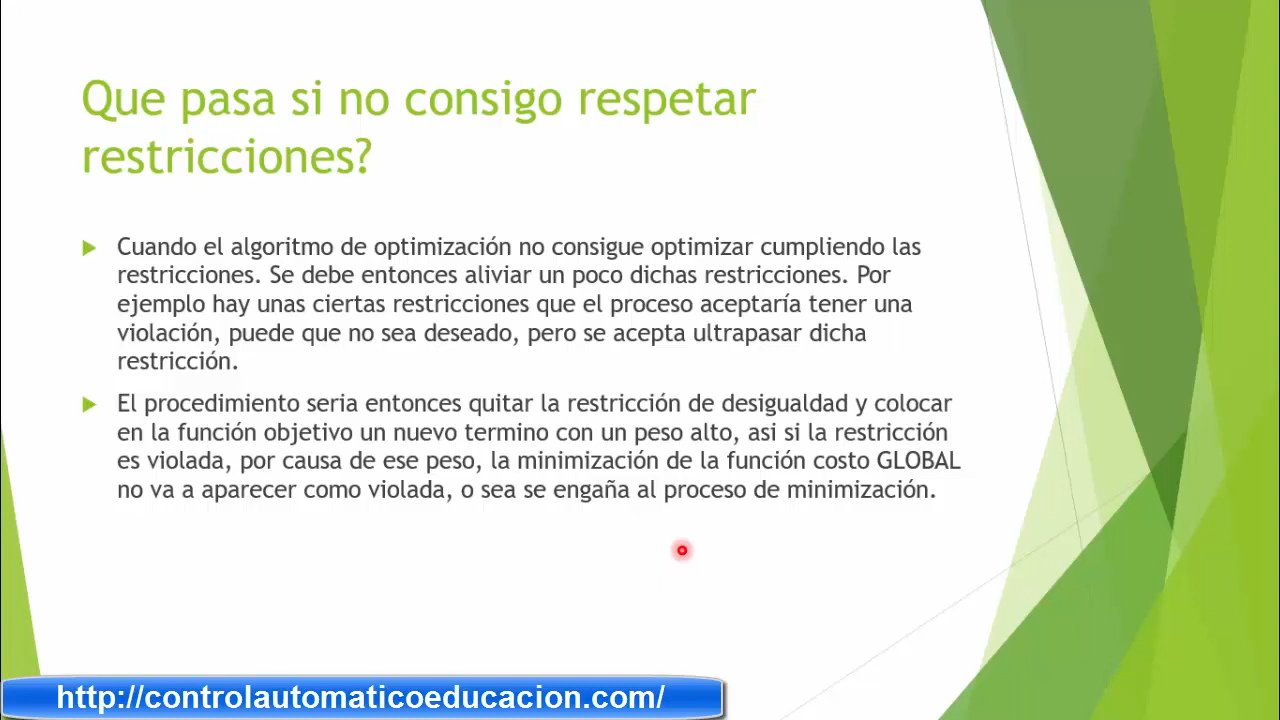 Que pasa si no consigo respetar
restricciones?
Cuando el algoritmo de optimización no consigue optimizar cumpliendo las
restricciones. Se debe entonces aliviar un poco dichas restricciones. Por
ejemplo hay unas ciertas restricciones que el proceso aceptaría tener una
violación, puede que no sea deseado, pero se acepta ultrapasar dicha
restricción.
El procedimiento seria entonces quitar la restricción de desigualdad y colocar
en la función objetivo un nuevo termino con un peso alto, asi si la restricción
es violada, por causa de ese peso, la minimización de la función costo GLOBAL
no va a aparecer como violada, o sea se engaña al proceso de minimización.
http://controlautomaticoeducacion.com/